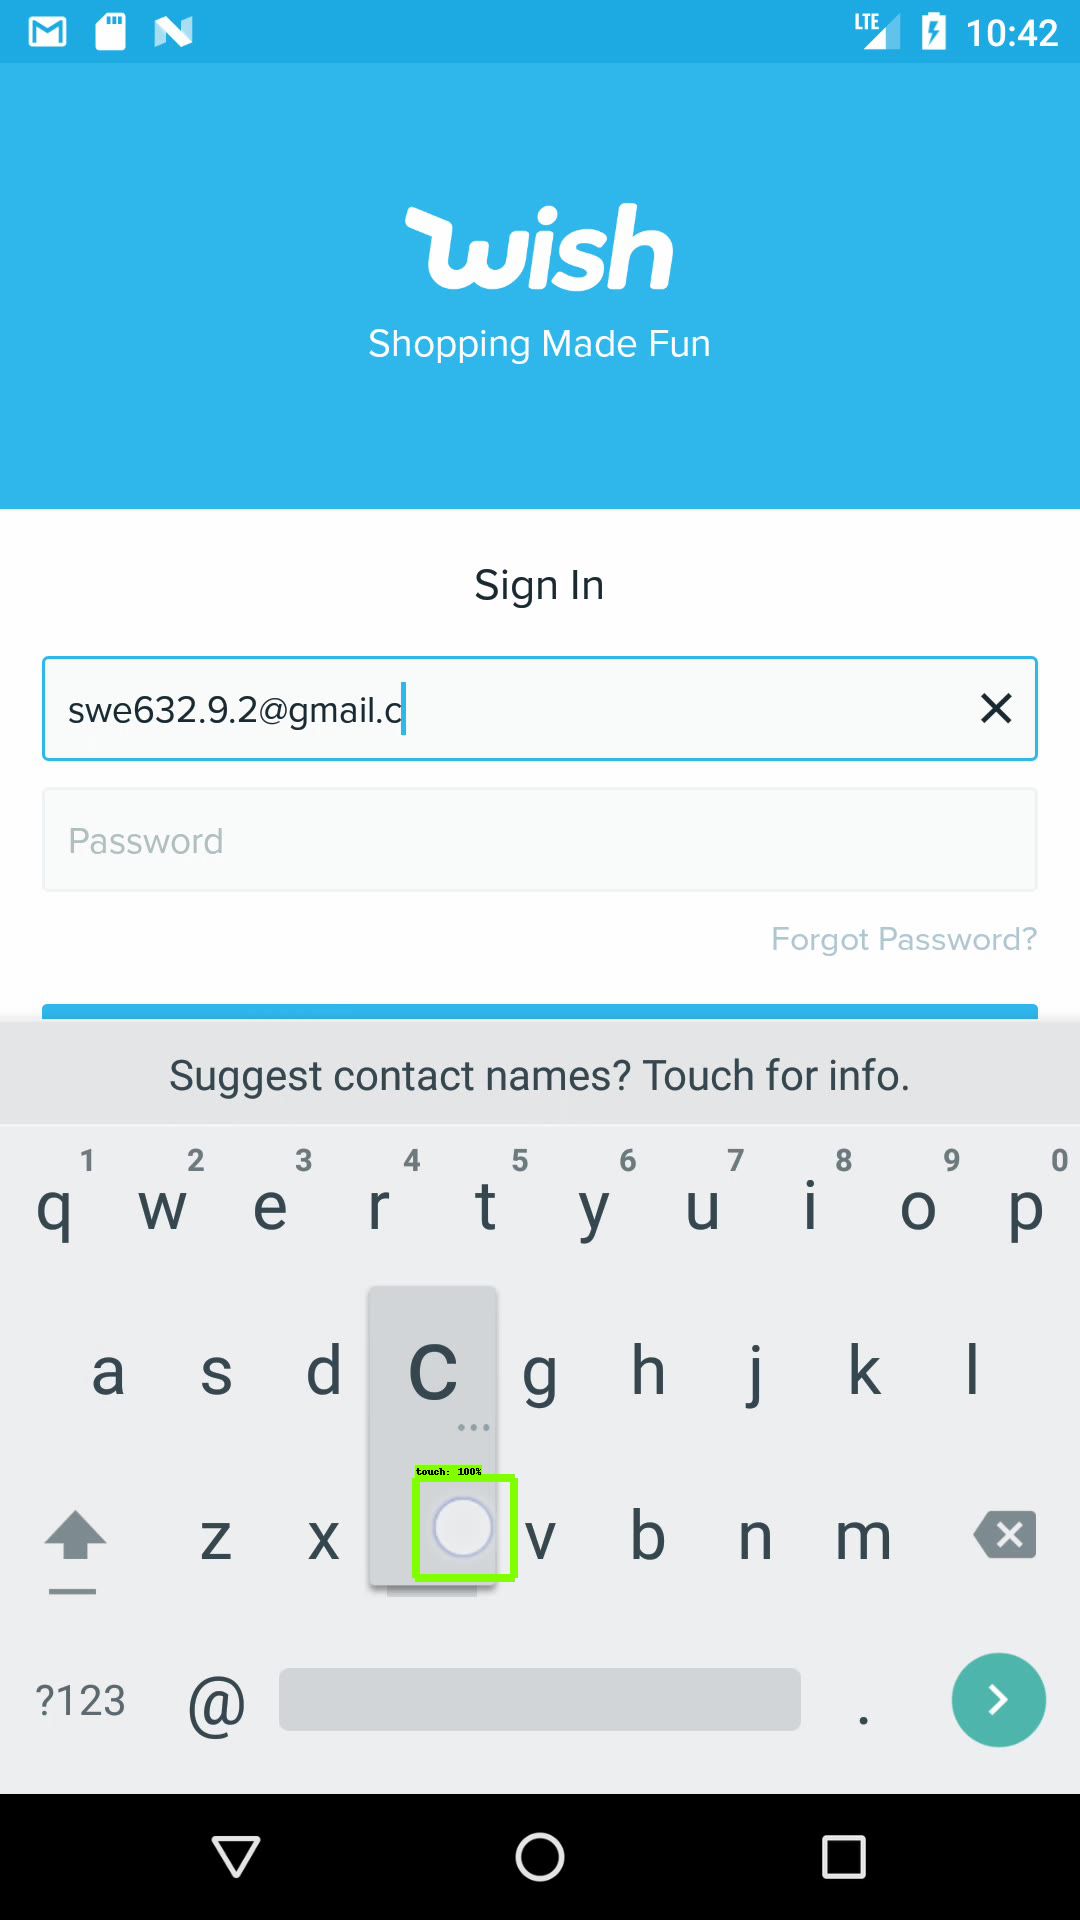 LTE 10:42
wish
Shopping Made Fun
Sign In
swe632.9.2@gmail.c
Password
Forgot Password?
Suggest contact names? Touch for info.
1 2 3 4 5 6 7 8 9 0
q w e r t y u i o p
a s d c g h j k l
touch: 100%
z x v b n m
?123 @ .